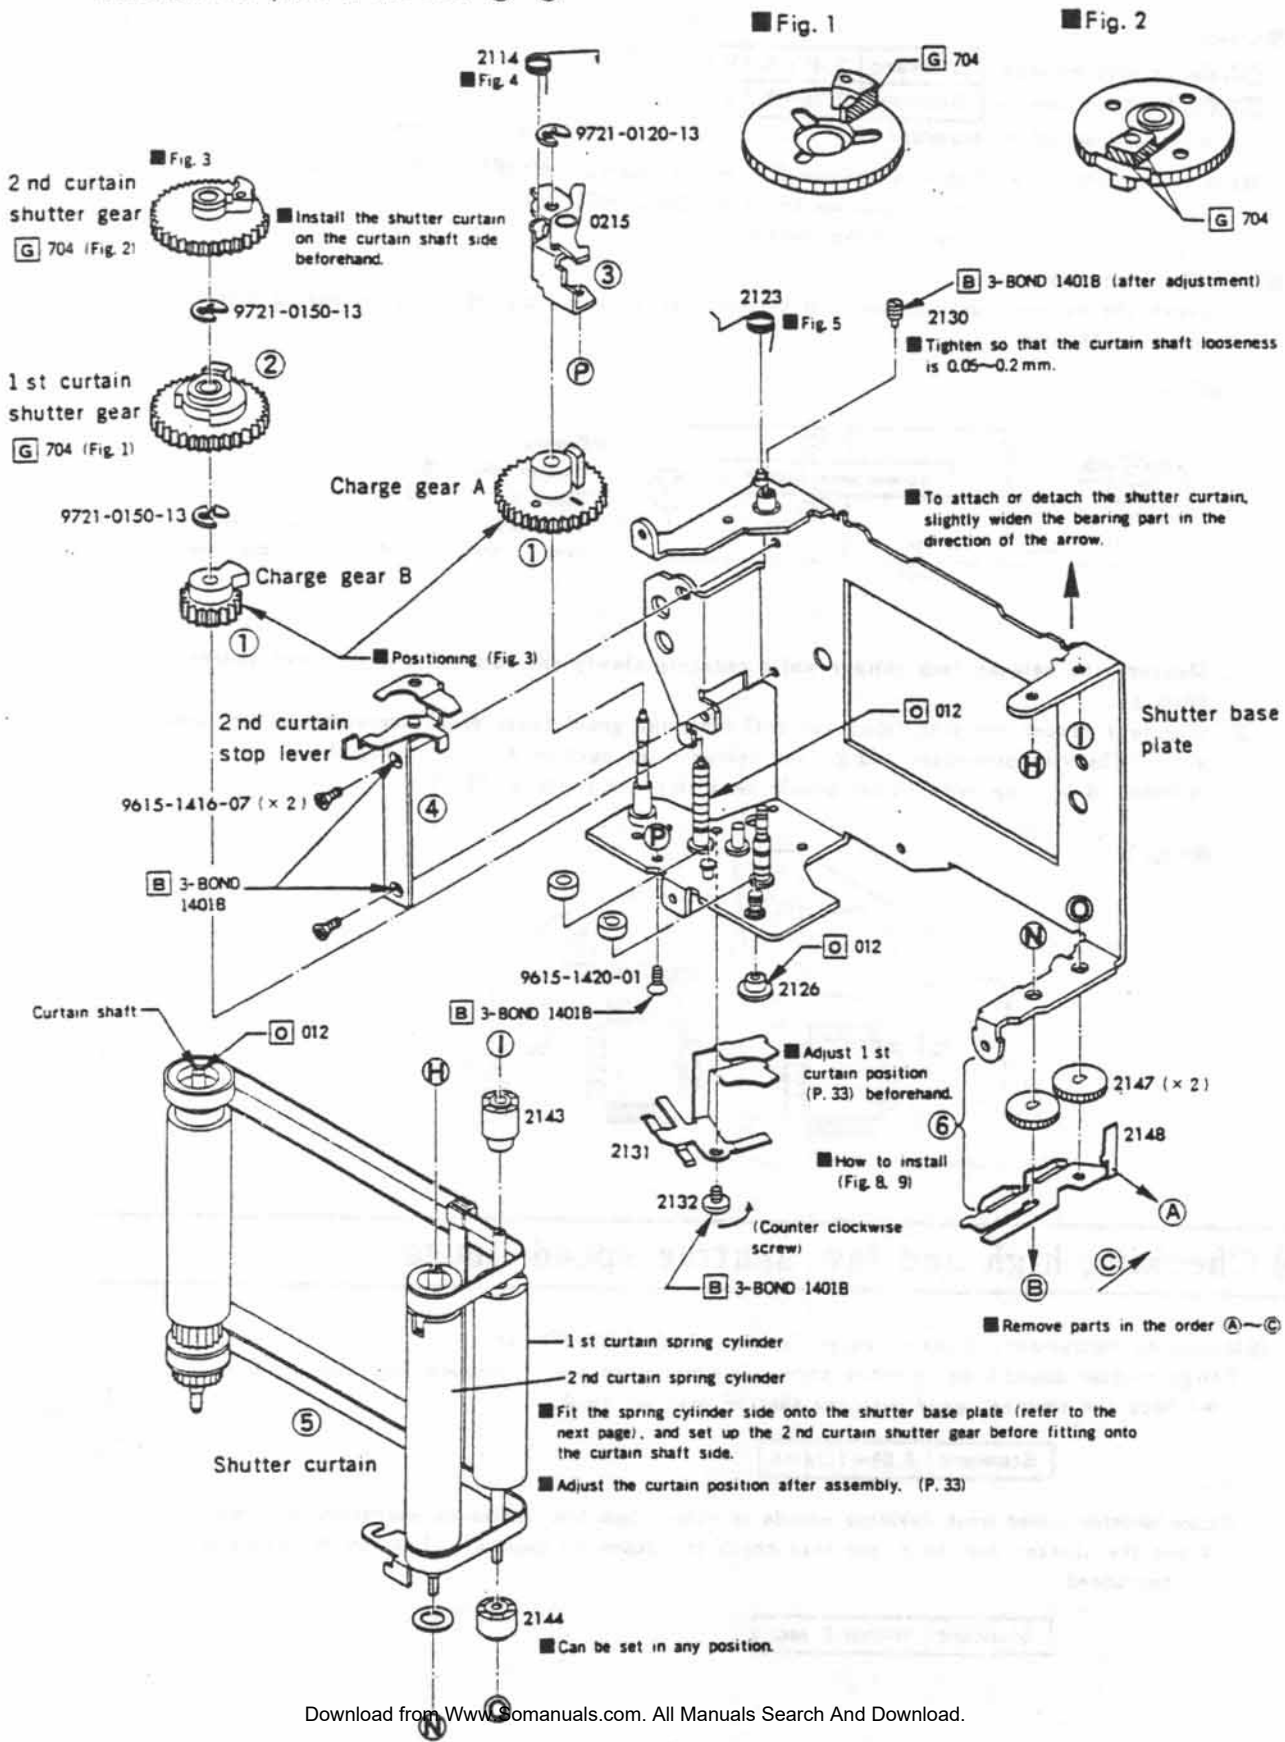 ■ Fig. 1
■ Fig. 2
G 704
G 704
2114
■ Fig. 4
9721-0120-13
■ Fig. 3
2 nd curtain
shutter gear
G 704 (Fig. 2)
■ Install the shutter curtain
on the curtain shaft side
beforehand.
0215
③
Ⓟ
9721-0150-13
②
1 st curtain
shutter gear
G 704 (Fig. 1)
2123
■ Fig. 5
B 3-BOND 1401B (after adjustment)
2130
■ Tighten so that the curtain shaft looseness
is 0.05~0.2 mm.
Charge gear A
①
9721-0150-13
Charge gear B
①
■ Positioning (Fig. 3)
■ To attach or detach the shutter curtain,
slightly widen the bearing part in the
direction of the arrow.
2 nd curtain
stop lever
9615-1416-07 (× 2)
④
B 3-BOND
1401B
O 012
Shutter base
plate
Ⓗ
Ⓘ
Ⓟ
Ⓝ
Ⓞ
9615-1420-01
B 3-BOND 1401B
O 012
2126
Curtain shaft
O 012
Ⓗ
Ⓘ
2143
■ Adjust 1 st
curtain position
(P. 33) beforehand.
2131
2132
(Counter clockwise
screw)
B 3-BOND 1401B
2147 (× 2)
⑥
2148
■ How to install
(Fig. 8, 9)
Ⓐ
Ⓑ
Ⓒ
■ Remove parts in the order Ⓐ~Ⓒ
1 st curtain spring cylinder
2 nd curtain spring cylinder
⑤
Shutter curtain
■ Fit the spring cylinder side onto the shutter base plate (refer to the
next page), and set up the 2 nd curtain shutter gear before fitting onto
the curtain shaft side.
■ Adjust the curtain position after assembly. (P. 33)
2144
■ Can be set in any position.
Ⓝ
Ⓞ
Download from Www.Somanuals.com. All Manuals Search And Download.